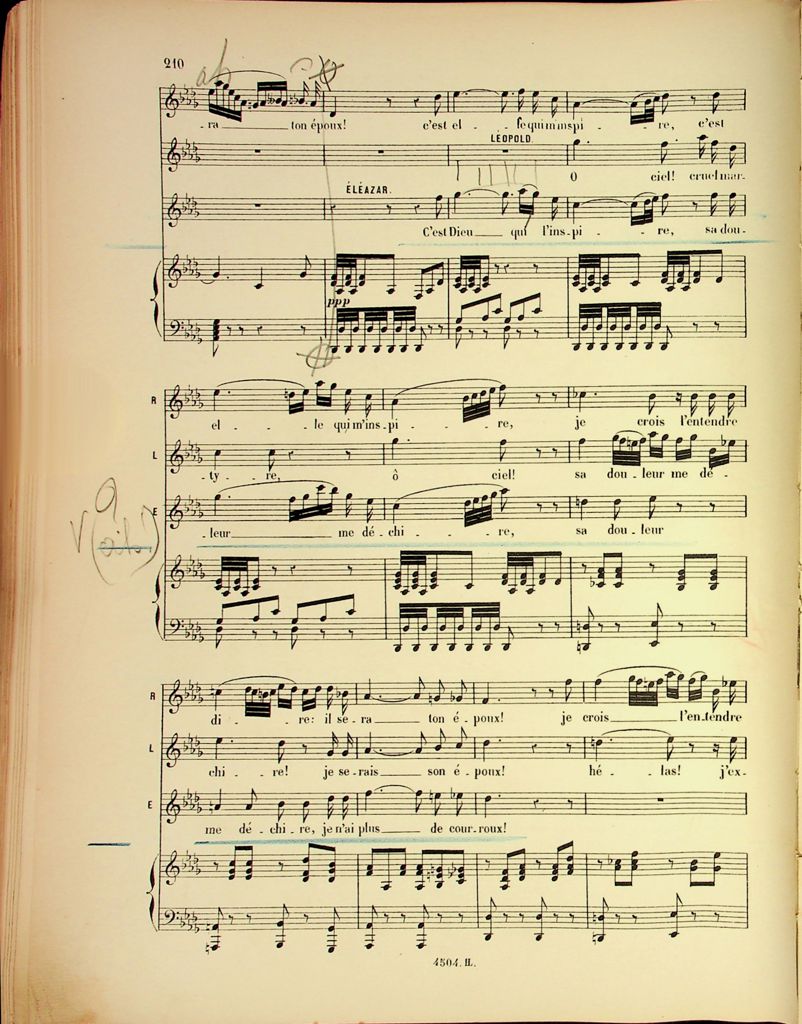 210
ah
- ra - ton époux! c'est el - le qui m'inspi - re, c'est
LÉOPOLD.
O ciel! cruel mar-
ÉLÉAZAR.
C'est Dieu qui l'ins-pi - re, sa dou-
ppp
R el - le qui m'ins-pi - re, je crois l'entendre
L - ty - re, ô ciel! sa dou-leur me dé -
E - leur me dé-chi - re, sa dou-leur
R di - re: il se-ra ton é-poux! je crois l'en-tendre
L chi - re! je se-rais son é-poux! hé - las! j'ex-
E me dé-chi-re, je n'ai plus de cour-roux!
4504. H.